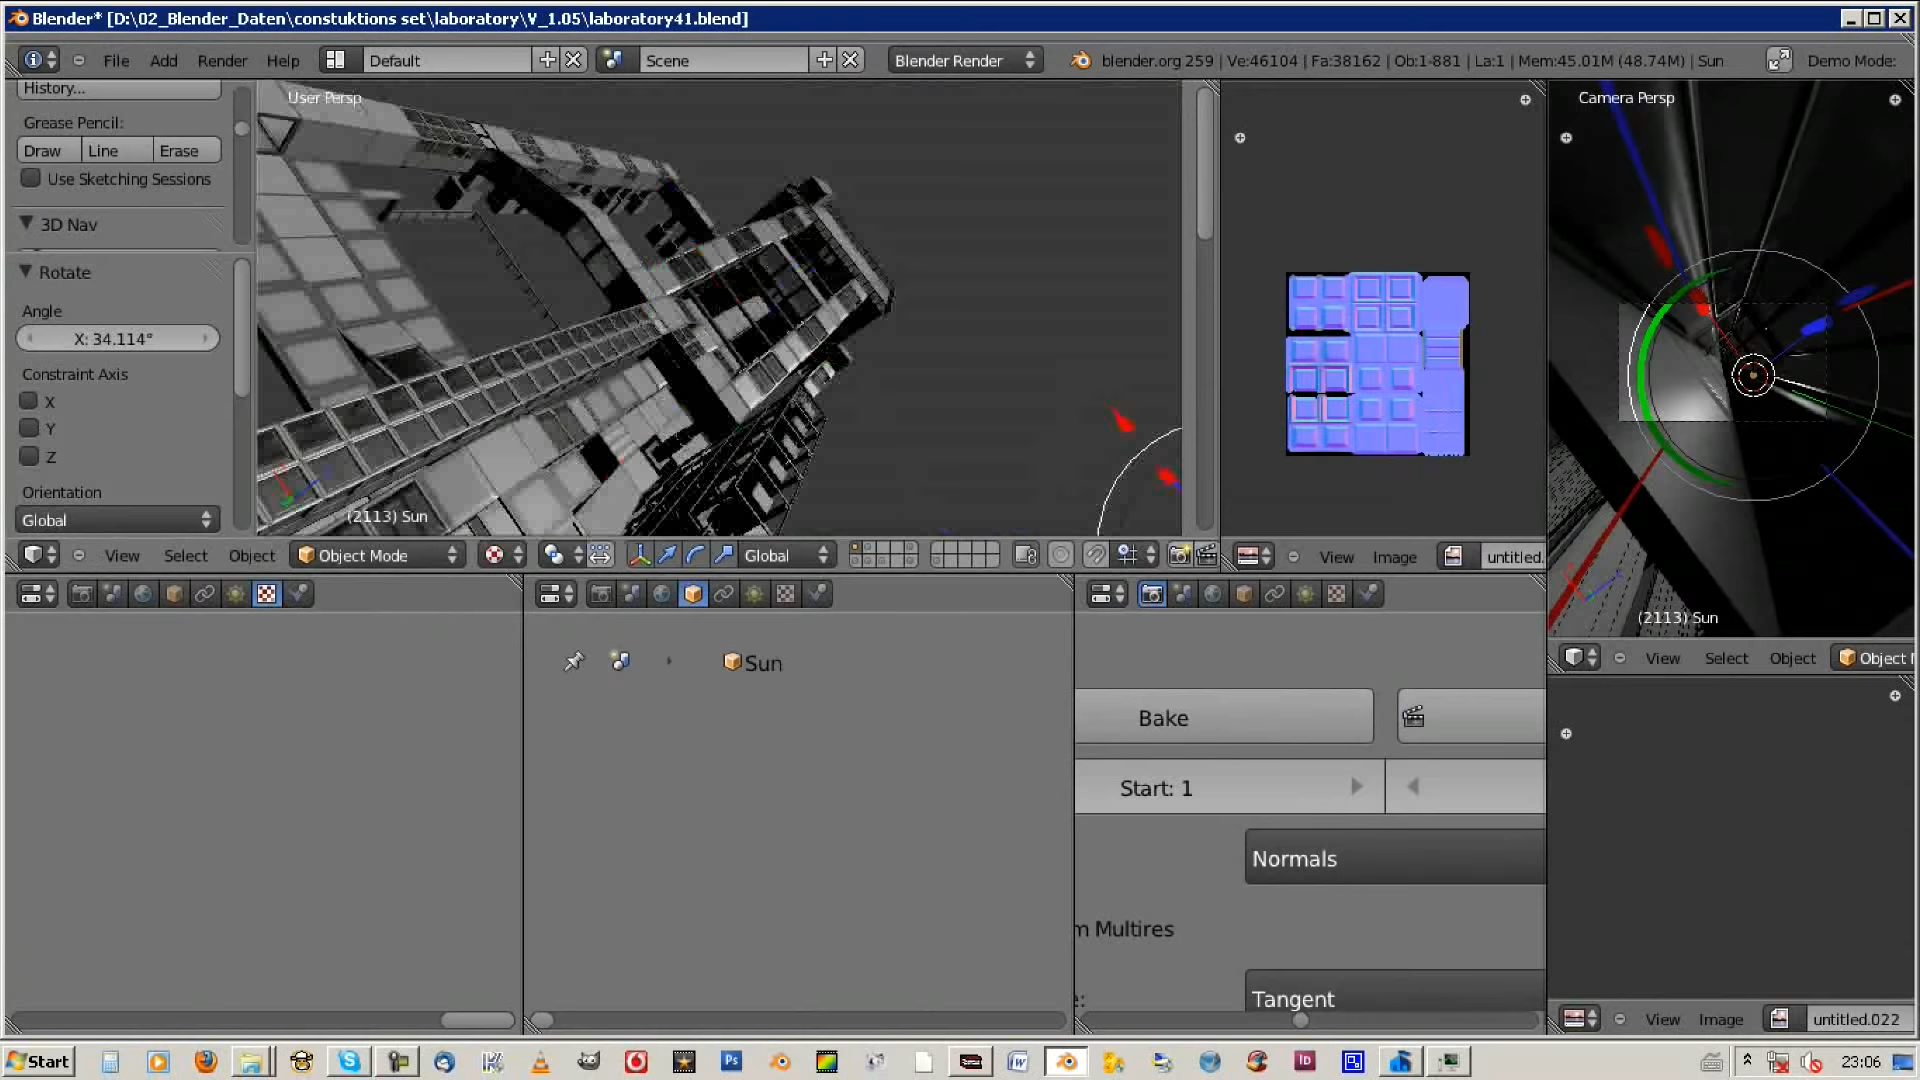 Blender* [D:\02_Blender_Daten\constuktions set\laboratory\V_1.05\laboratory41.blend]
File Add Render Help Default Scene Blender Render blender.org 259 | Ve:46104 | Fa:38162 | Ob:1-881 | La:1 | Mem:45.01M (48.74M) | Sun Demo Mode:
History...
Grease Pencil:
Draw Line Erase
Use Sketching Sessions
3D Nav
Rotate
Angle
X: 34.114°
Constraint Axis
X
Y
Z
Orientation
Global
User Persp
(2113) Sun
View Select Object Object Mode Global
View Image untitled.
Camera Persp
(2113) Sun
View Select Object Object M
Sun
Bake
Start: 1
Normals
m Multires
e:
Tangent
View Image untitled.022
Start 23:06